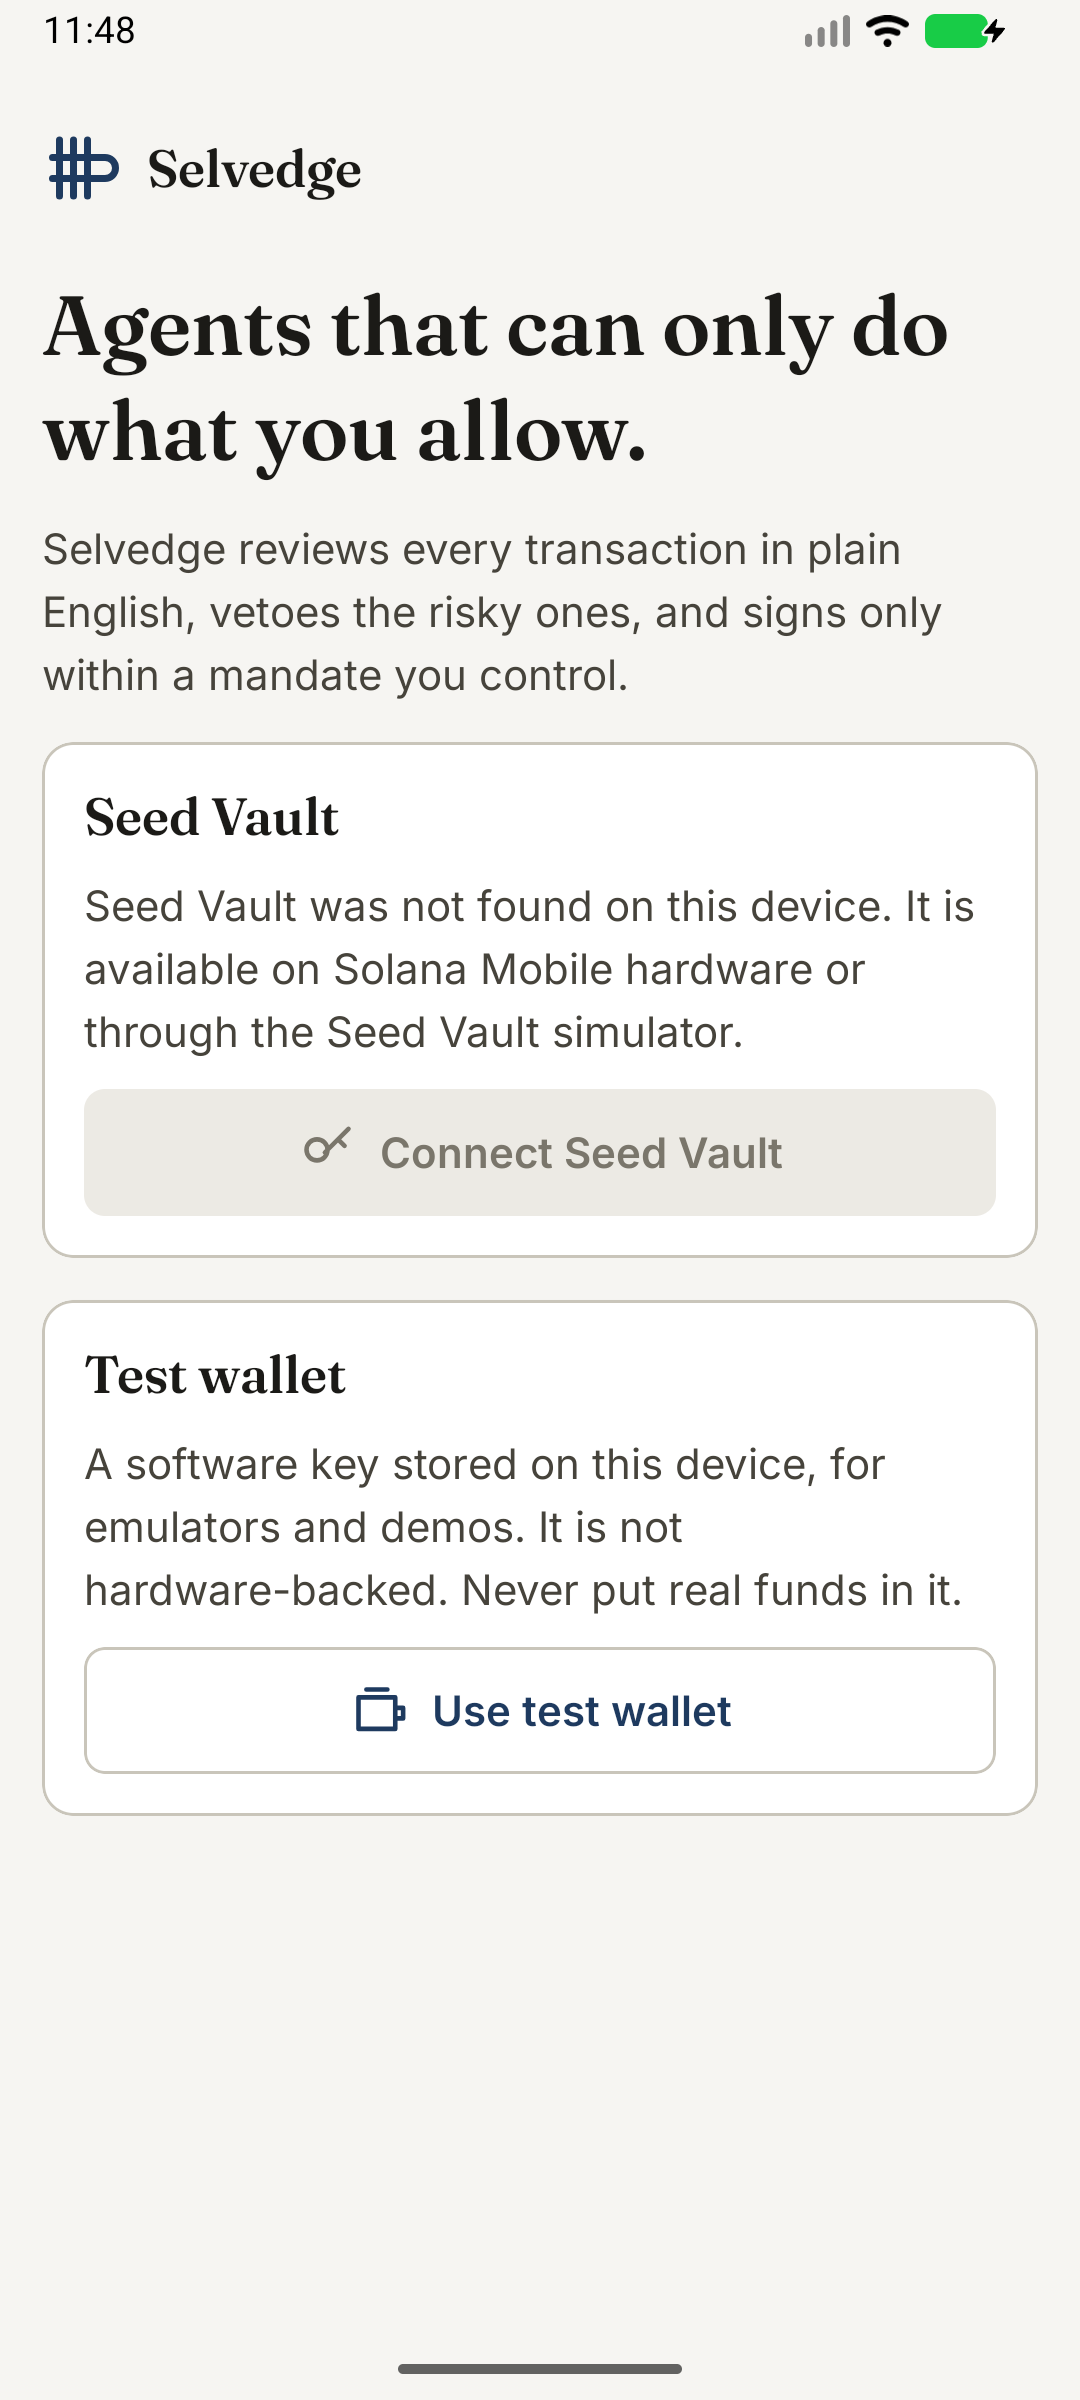 11:48
Selvedge
Agents that can only do
what you allow.
Selvedge reviews every transaction in plain
English, vetoes the risky ones, and signs only
within a mandate you control.
Seed Vault
Seed Vault was not found on this device. It is
available on Solana Mobile hardware or
through the Seed Vault simulator.
Connect Seed Vault
Test wallet
A software key stored on this device, for
emulators and demos. It is not
hardware-backed. Never put real funds in it.
Use test wallet